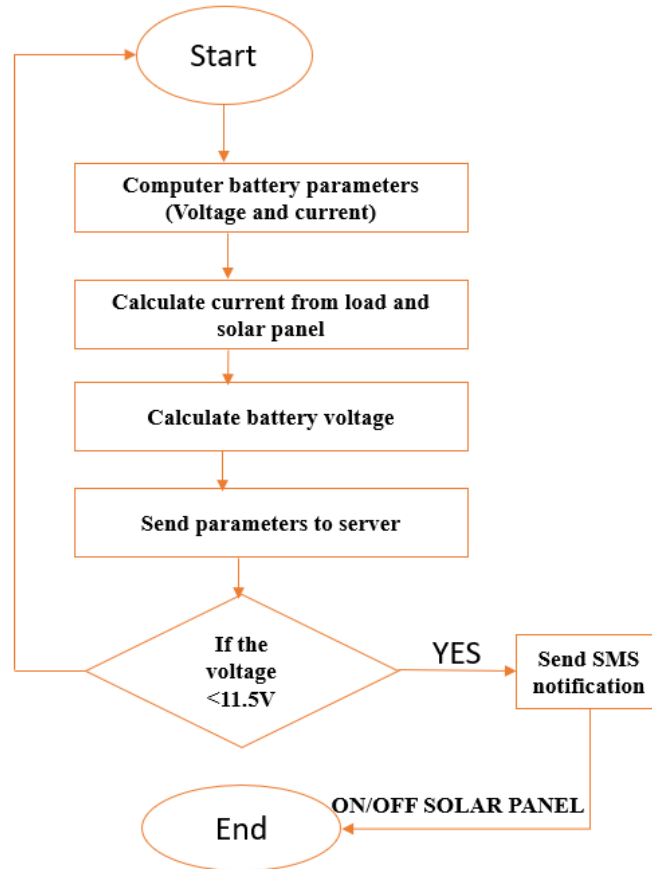 Start
Computer battery parameters
(Voltage and current)
Calculate current from load and
solar panel
Calculate battery voltage
Send parameters to server
If the
voltage
<11.5V
YES
Send SMS
notification
ON/OFF SOLAR PANEL
End